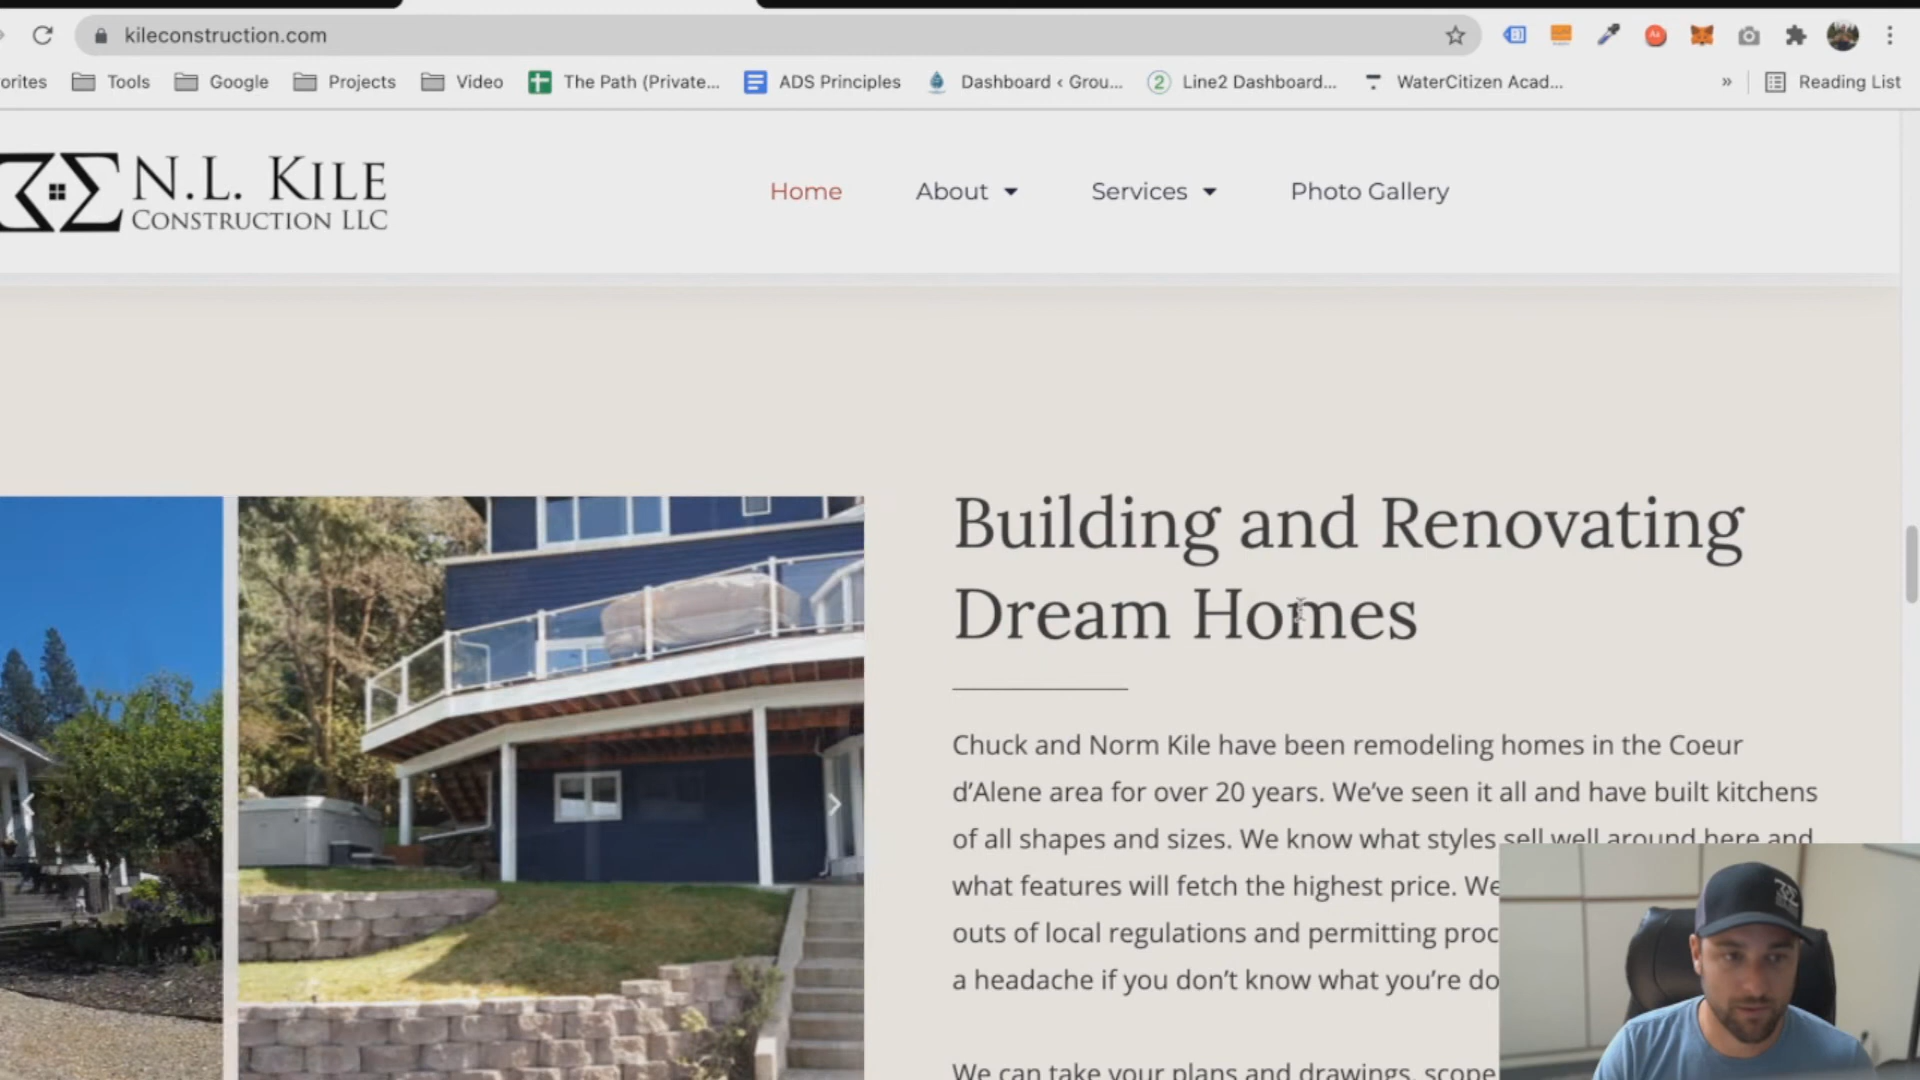 kileconstruction.com
orites Tools Google Projects Video The Path (Private... ADS Principles Dashboard < Grou... 2 Line2 Dashboard... WaterCitizen Acad... » Reading List
N.L. KILE
CONSTRUCTION LLC
Home About Services Photo Gallery
Building and Renovating
Dream Homes
Chuck and Norm Kile have been remodeling homes in the Coeur
d’Alene area for over 20 years. We’ve seen it all and have built kitchens
of all shapes and sizes. We know what styles sell well around here and
what features will fetch the highest price. We
outs of local regulations and permitting proc
a headache if you don’t know what you’re do
We can take your plans and drawings, scope